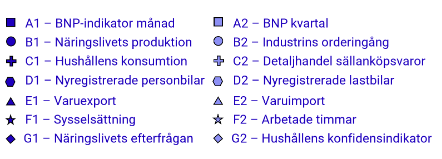 A1 – BNP-indikator månad
B1 – Näringslivets produktion
C1 – Hushållens konsumtion
D1 – Nyregistrerade personbilar
E1 – Varuexport
F1 – Sysselsättning
G1 – Näringslivets efterfrågan
A2 – BNP kvartal
B2 – Industrins orderingång
C2 – Detaljhandel sällanköpsvaror
D2 – Nyregistrerade lastbilar
E2 – Varuimport
F2 – Arbetade timmar
G2 – Hushållens konfidensindikator